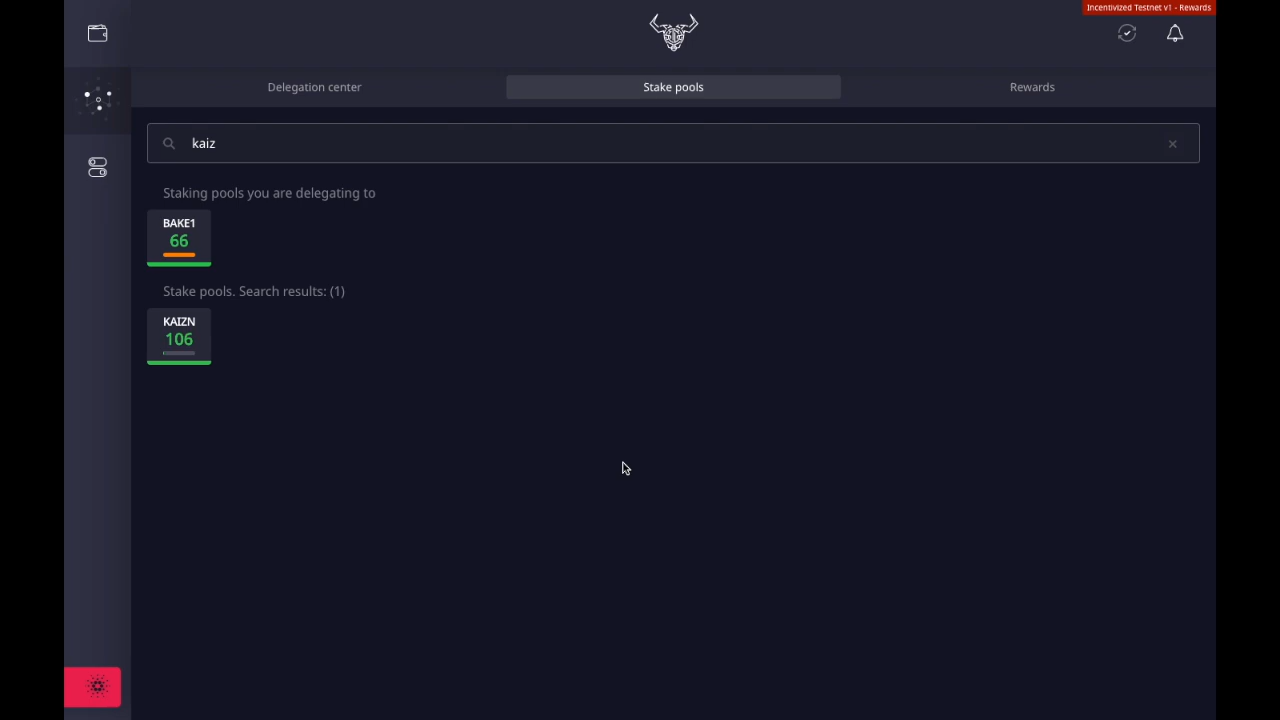 Incentivized Testnet v1 - Rewards
Delegation center
Stake pools
Rewards
kaiz
Staking pools you are delegating to
BAKE1
66
Stake pools. Search results: (1)
KAIZN
106